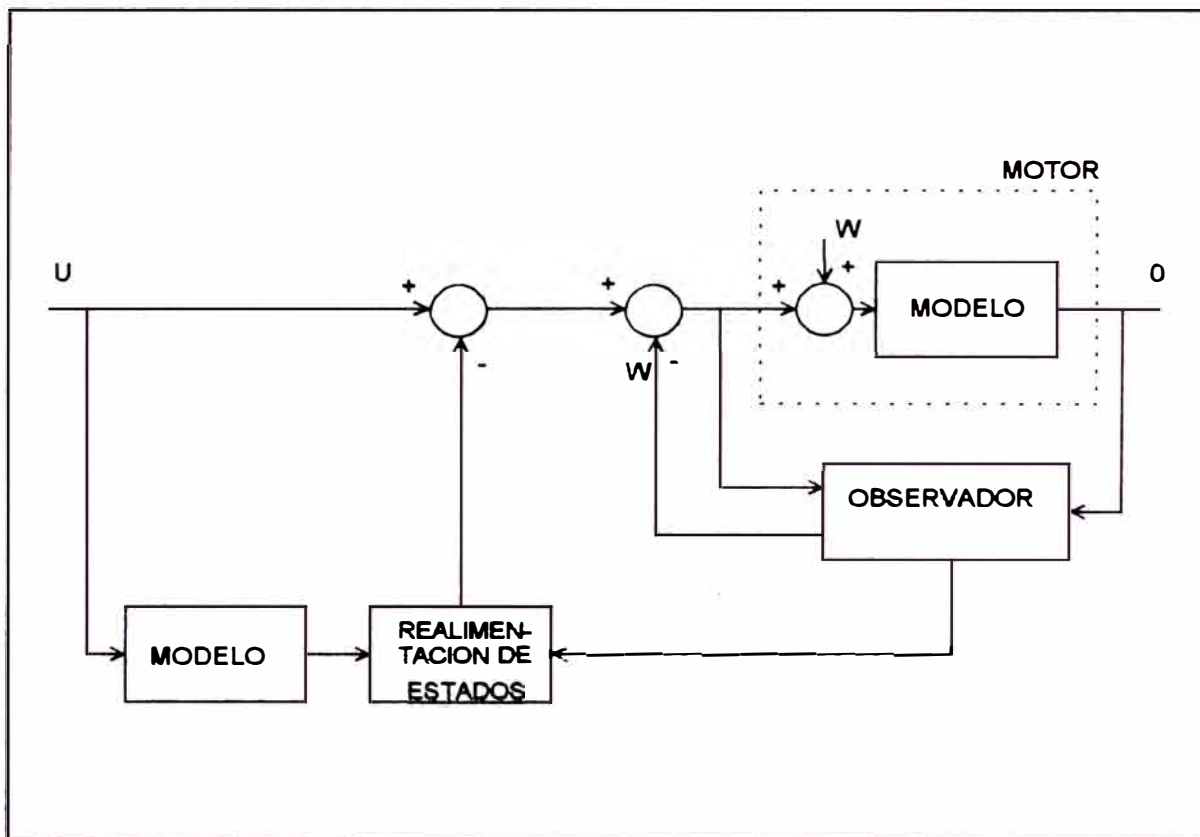 MOTOR
W
U
+
+
+
+
0
MODELO
-
W -
OBSERVADOR
MODELO
REALIMEN-
TACION DE
ESTADOS